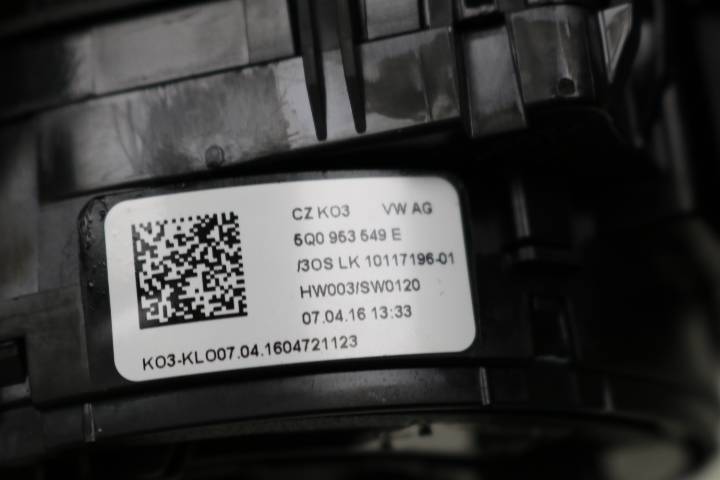 CZ KO3 VW AG
5Q0 953 549 E
/3OS LK 10117196-01
HW003/SW0120
07.04.16 13:33
KO3-KLO07.04.1604721123